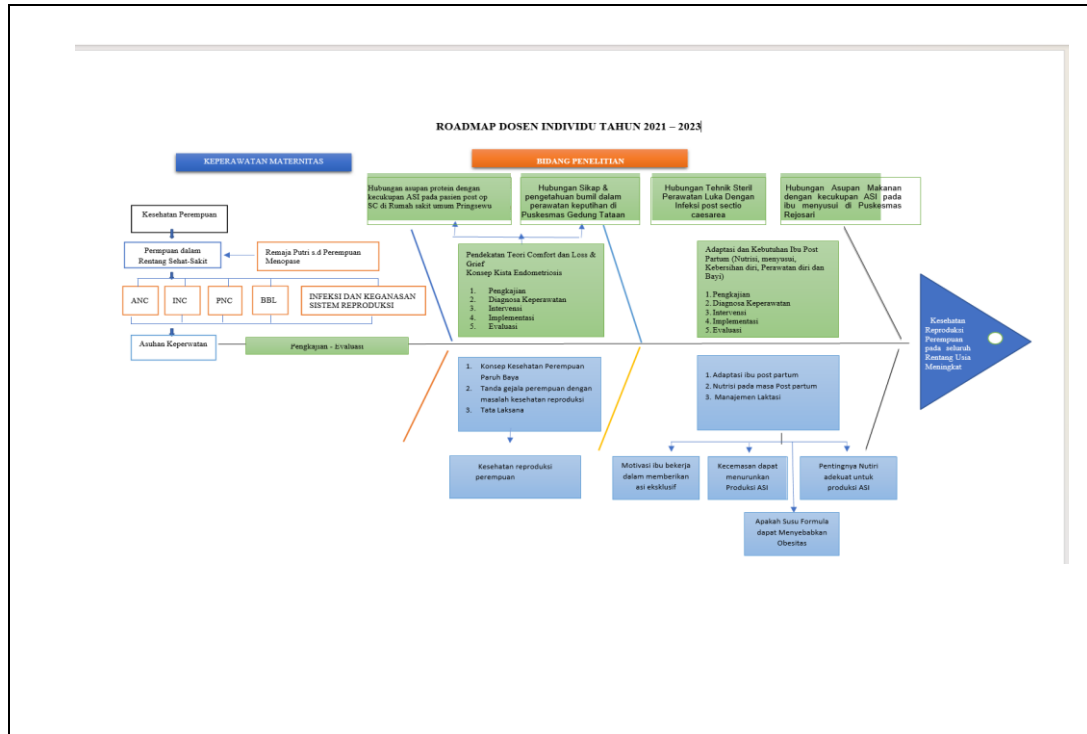 ROADMAP DOSEN INDIVIDU TAHUN 2021 – 2023
KEPERAWATAN MATERNITAS
BIDANG PENELITIAN
Hubungan asupan protein dengan
kecukupan ASI pada pasien post op
SC di Rumah sakit umum Pringsewu
Hubungan Sikap &
pengetahuan bumil dalam
perawatan keputihan di
Puskesmas Gedung Tataan
Hubungan Tehnik Steril
Perawatan Luka Dengan
Infeksi post sectio
caesarea
Hubungan Asupan Makanan
dengan kecukupan ASI pada
ibu menyusui di Puskesmas
Rejosari
Kesehatan Perempuan
Permpuan dalam
Rentang Sehat-Sakit
Remaja Putri s.d Perempuan
Menopase
ANC
INC
PNC
BBL
INFEKSI DAN KEGANASAN
SISTEM REPRODUKSI
Asuhan Keperwatan
Pengkajian - Evaluasi
Pendekatan Teori Comfort dan Loss &
Grief
Konsep Kista Endometriosis
1. Pengkajian
2. Diagnosa Keperawatan
3. Intervensi
4. Implementasi
5. Evaluasi
Adaptasi dan Kebutuhan Ibu Post
Partum (Nutrisi, menyusui,
Kebersihan diri, Perawatan diri dan
Bayi)
1. Pengkajian
2. Diagnosa Keperawatan
3. Intervensi
4. Implementasi
5. Evaluasi
Kesehatan
Reproduksi
Perempuan
pada seluruh
Rentang Usia
Meningkat
1. Konsep Kesehatan Perempuan
Paruh Baya
2. Tanda gejala perempuan dengan
masalah kesehatan reproduksi
3. Tata Laksana
1. Adaptasi ibu post partum
2. Nutrisi pada masa Post partum
3. Manajemen Laktasi
Kesehatan reproduksi
perempuan
Motivasi ibu bekerja
dalam memberikan
asi eksklusif
Kecemasan dapat
menurunkan
Produksi ASI
Pentingnya Nutiri
adekuat untuk
produksi ASI
Apakah Susu Formula
dapat Menyebabkan
Obesitas